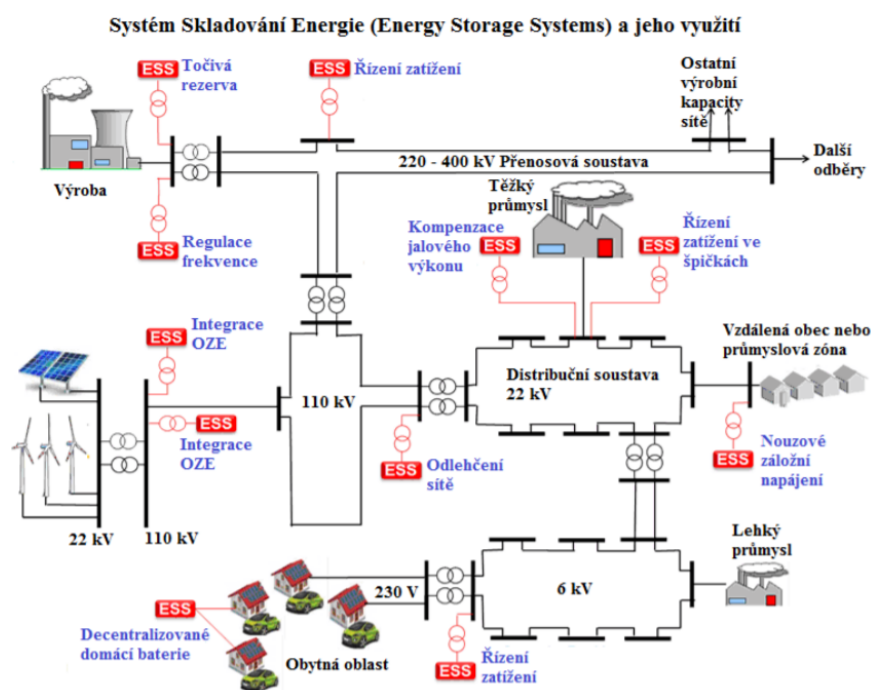 Systém Skladování Energie (Energy Storage Systems) a jeho využití
ESS
Točivá
rezerva
ESS
Řízení zatížení
Ostatní
výrobní
kapacity
sítě
220 - 400 kV Přenosová soustava
Další
odběry
Výroba
ESS
Regulace
frekvence
Těžký
průmysl
Kompenzace
jalového
výkonu
ESS
ESS
Řízení
zatížení ve
špičkách
ESS
Integrace
OZE
ESS
Integrace
OZE
110 kV
Distribuční soustava
22 kV
Vzdálená obec nebo
průmyslová zóna
ESS
Odlehčení
sítě
ESS
Nouzové
záložní
napájení
22 kV
110 kV
Lehký
průmysl
230 V
6 kV
ESS
Decentralizované
domácí baterie
Obytná oblast
ESS
Řízení
zatížení